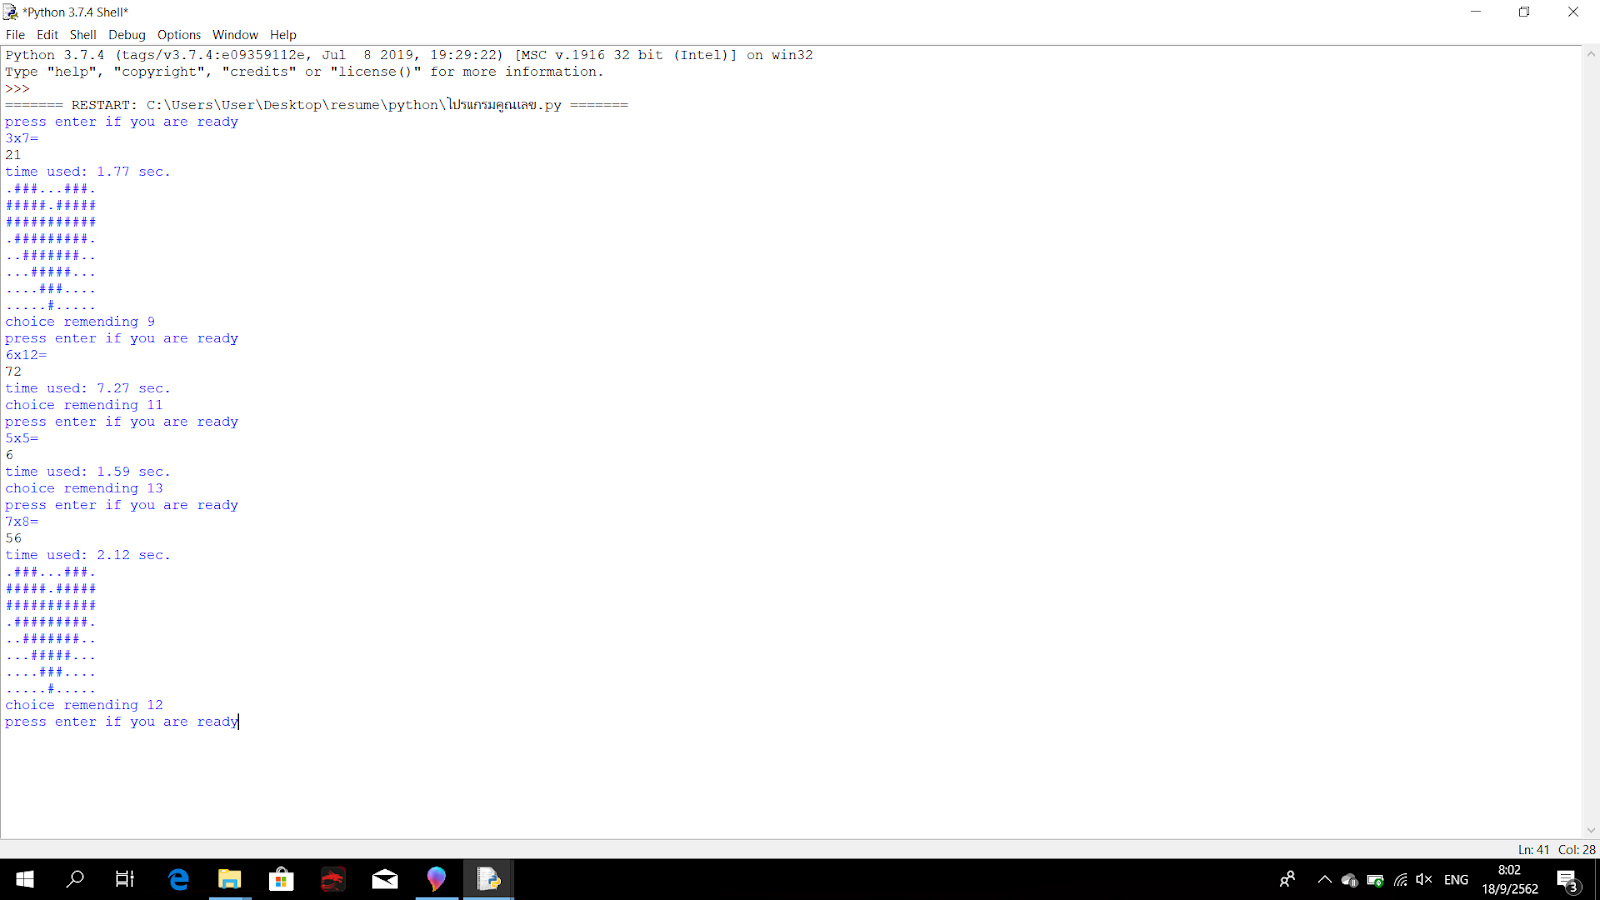 *Python 3.7.4 Shell*
File Edit Shell Debug Options Window Help
Python 3.7.4 (tags/v3.7.4:e09359112e, Jul  8 2019, 19:29:22) [MSC v.1916 32 bit (Intel)] on win32
Type "help", "copyright", "credits" or "license()" for more information.
>>>
======= RESTART: C:\Users\User\Desktop\resume\python\โปรแกรมคูณเลข.py =======
press enter if you are ready
3x7=
21
time used: 1.77 sec.
.###...###.
#####.#####
###########
.#########.
..#######..
...#####...
....###....
.....#.....
choice remending 9
press enter if you are ready
6x12=
72
time used: 7.27 sec.
choice remending 11
press enter if you are ready
5x5=
6
time used: 1.59 sec.
choice remending 13
press enter if you are ready
7x8=
56
time used: 2.12 sec.
.###...###.
#####.#####
###########
.#########.
..#######..
...#####...
....###....
.....#.....
choice remending 12
press enter if you are ready
Ln: 41 Col: 28
ENG
8:02
18/9/2562
3